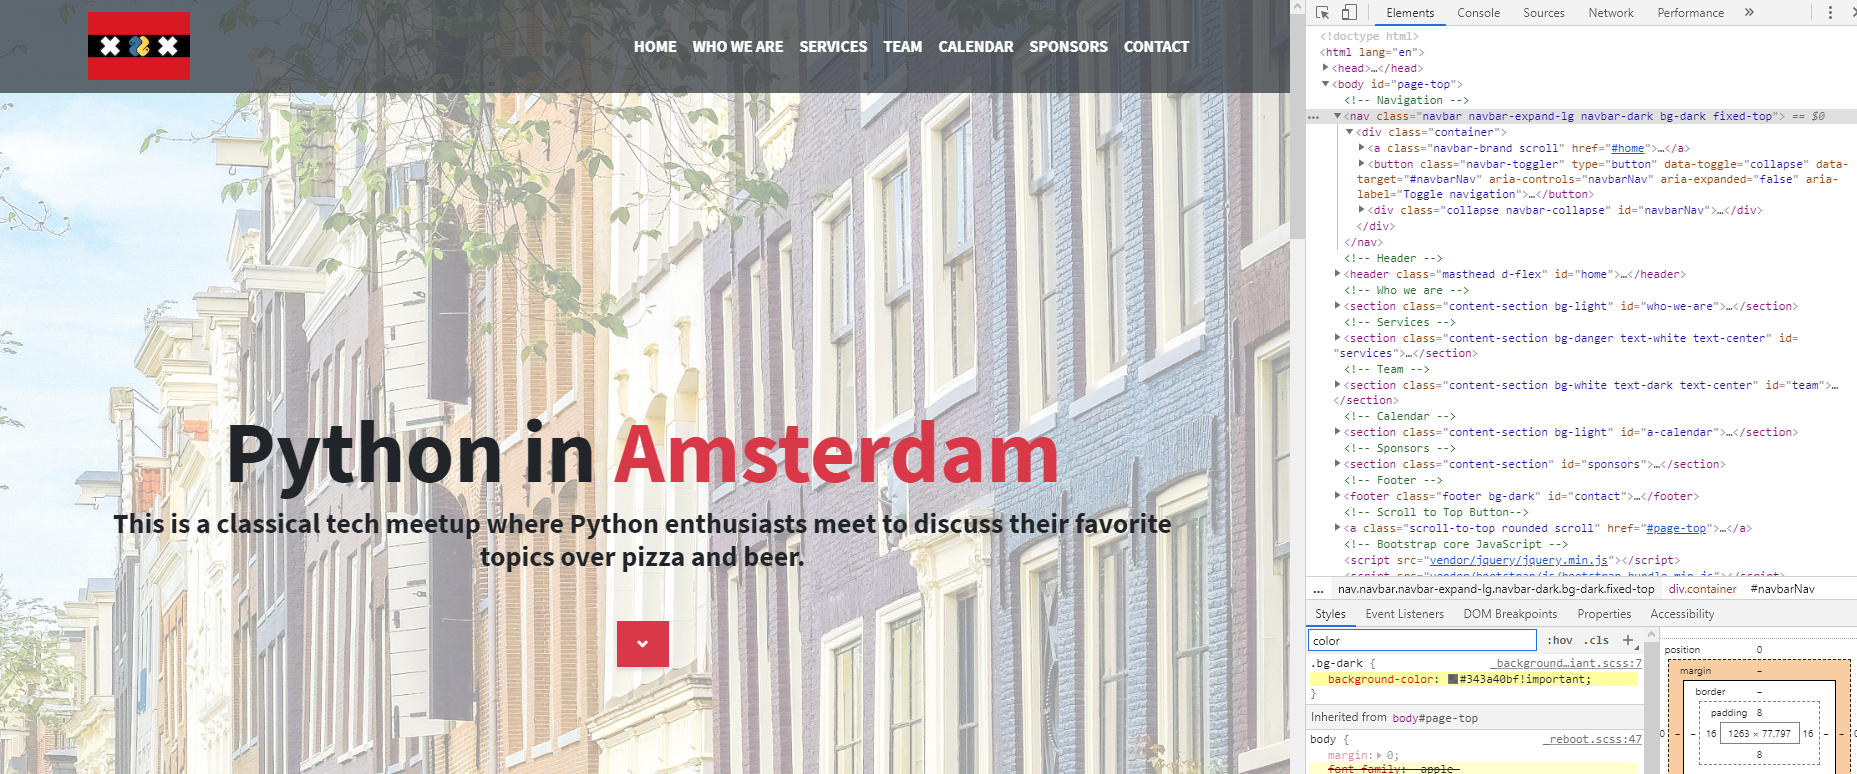 HOME WHO WE ARE SERVICES TEAM CALENDAR SPONSORS CONTACT
Python in Amsterdam
This is a classical tech meetup where Python enthusiasts meet to discuss their favorite
topics over pizza and beer.
Elements Console Sources Network Performance »
<!doctype html>
<html lang="en">
<head>…</head>
<body id="page-top">
<!-- Navigation -->
<nav class="navbar navbar-expand-lg navbar-dark bg-dark fixed-top"> == $0
<div class="container">
<a class="navbar-brand scroll" href="#home">…</a>
<button class="navbar-toggler" type="button" data-toggle="collapse" data-
target="#navbarNav" aria-controls="navbarNav" aria-expanded="false" aria-
label="Toggle navigation">…</button>
<div class="collapse navbar-collapse" id="navbarNav">…</div>
</div>
</nav>
<!-- Header -->
<header class="masthead d-flex" id="home">…</header>
<!-- Who we are -->
<section class="content-section bg-light" id="who-we-are">…</section>
<!-- Services -->
<section class="content-section bg-danger text-white text-center" id=
"services">…</section>
<!-- Team -->
<section class="content-section bg-white text-dark text-center" id="team">…
</section>
<!-- Calendar -->
<section class="content-section bg-light" id="a-calendar">…</section>
<!-- Sponsors -->
<section class="content-section" id="sponsors">…</section>
<!-- Footer -->
<footer class="footer bg-dark" id="contact">…</footer>
<!-- Scroll to Top Button-->
<a class="scroll-to-top rounded scroll" href="#page-top">…</a>
<!-- Bootstrap core JavaScript -->
<script src="vendor/jquery/jquery.min.js"></script>
<script src="vendor/bootstrap/js/bootstrap.bundle.min.js"></script>
... nav.navbar.navbar-expand-lg.navbar-dark.bg-dark.fixed-top div.container #navbarNav
Styles Event Listeners DOM Breakpoints Properties Accessibility
color :hov .cls +
.bg-dark { _background…iant.scss:7
background-color: #343a40bf!important;
}
Inherited from body#page-top
body { _reboot.scss:47
margin: 0;
font-family: -apple-
position 0
margin –
border –
padding 8
0 – – 16 1263 × 77.797 16 – – 0
8